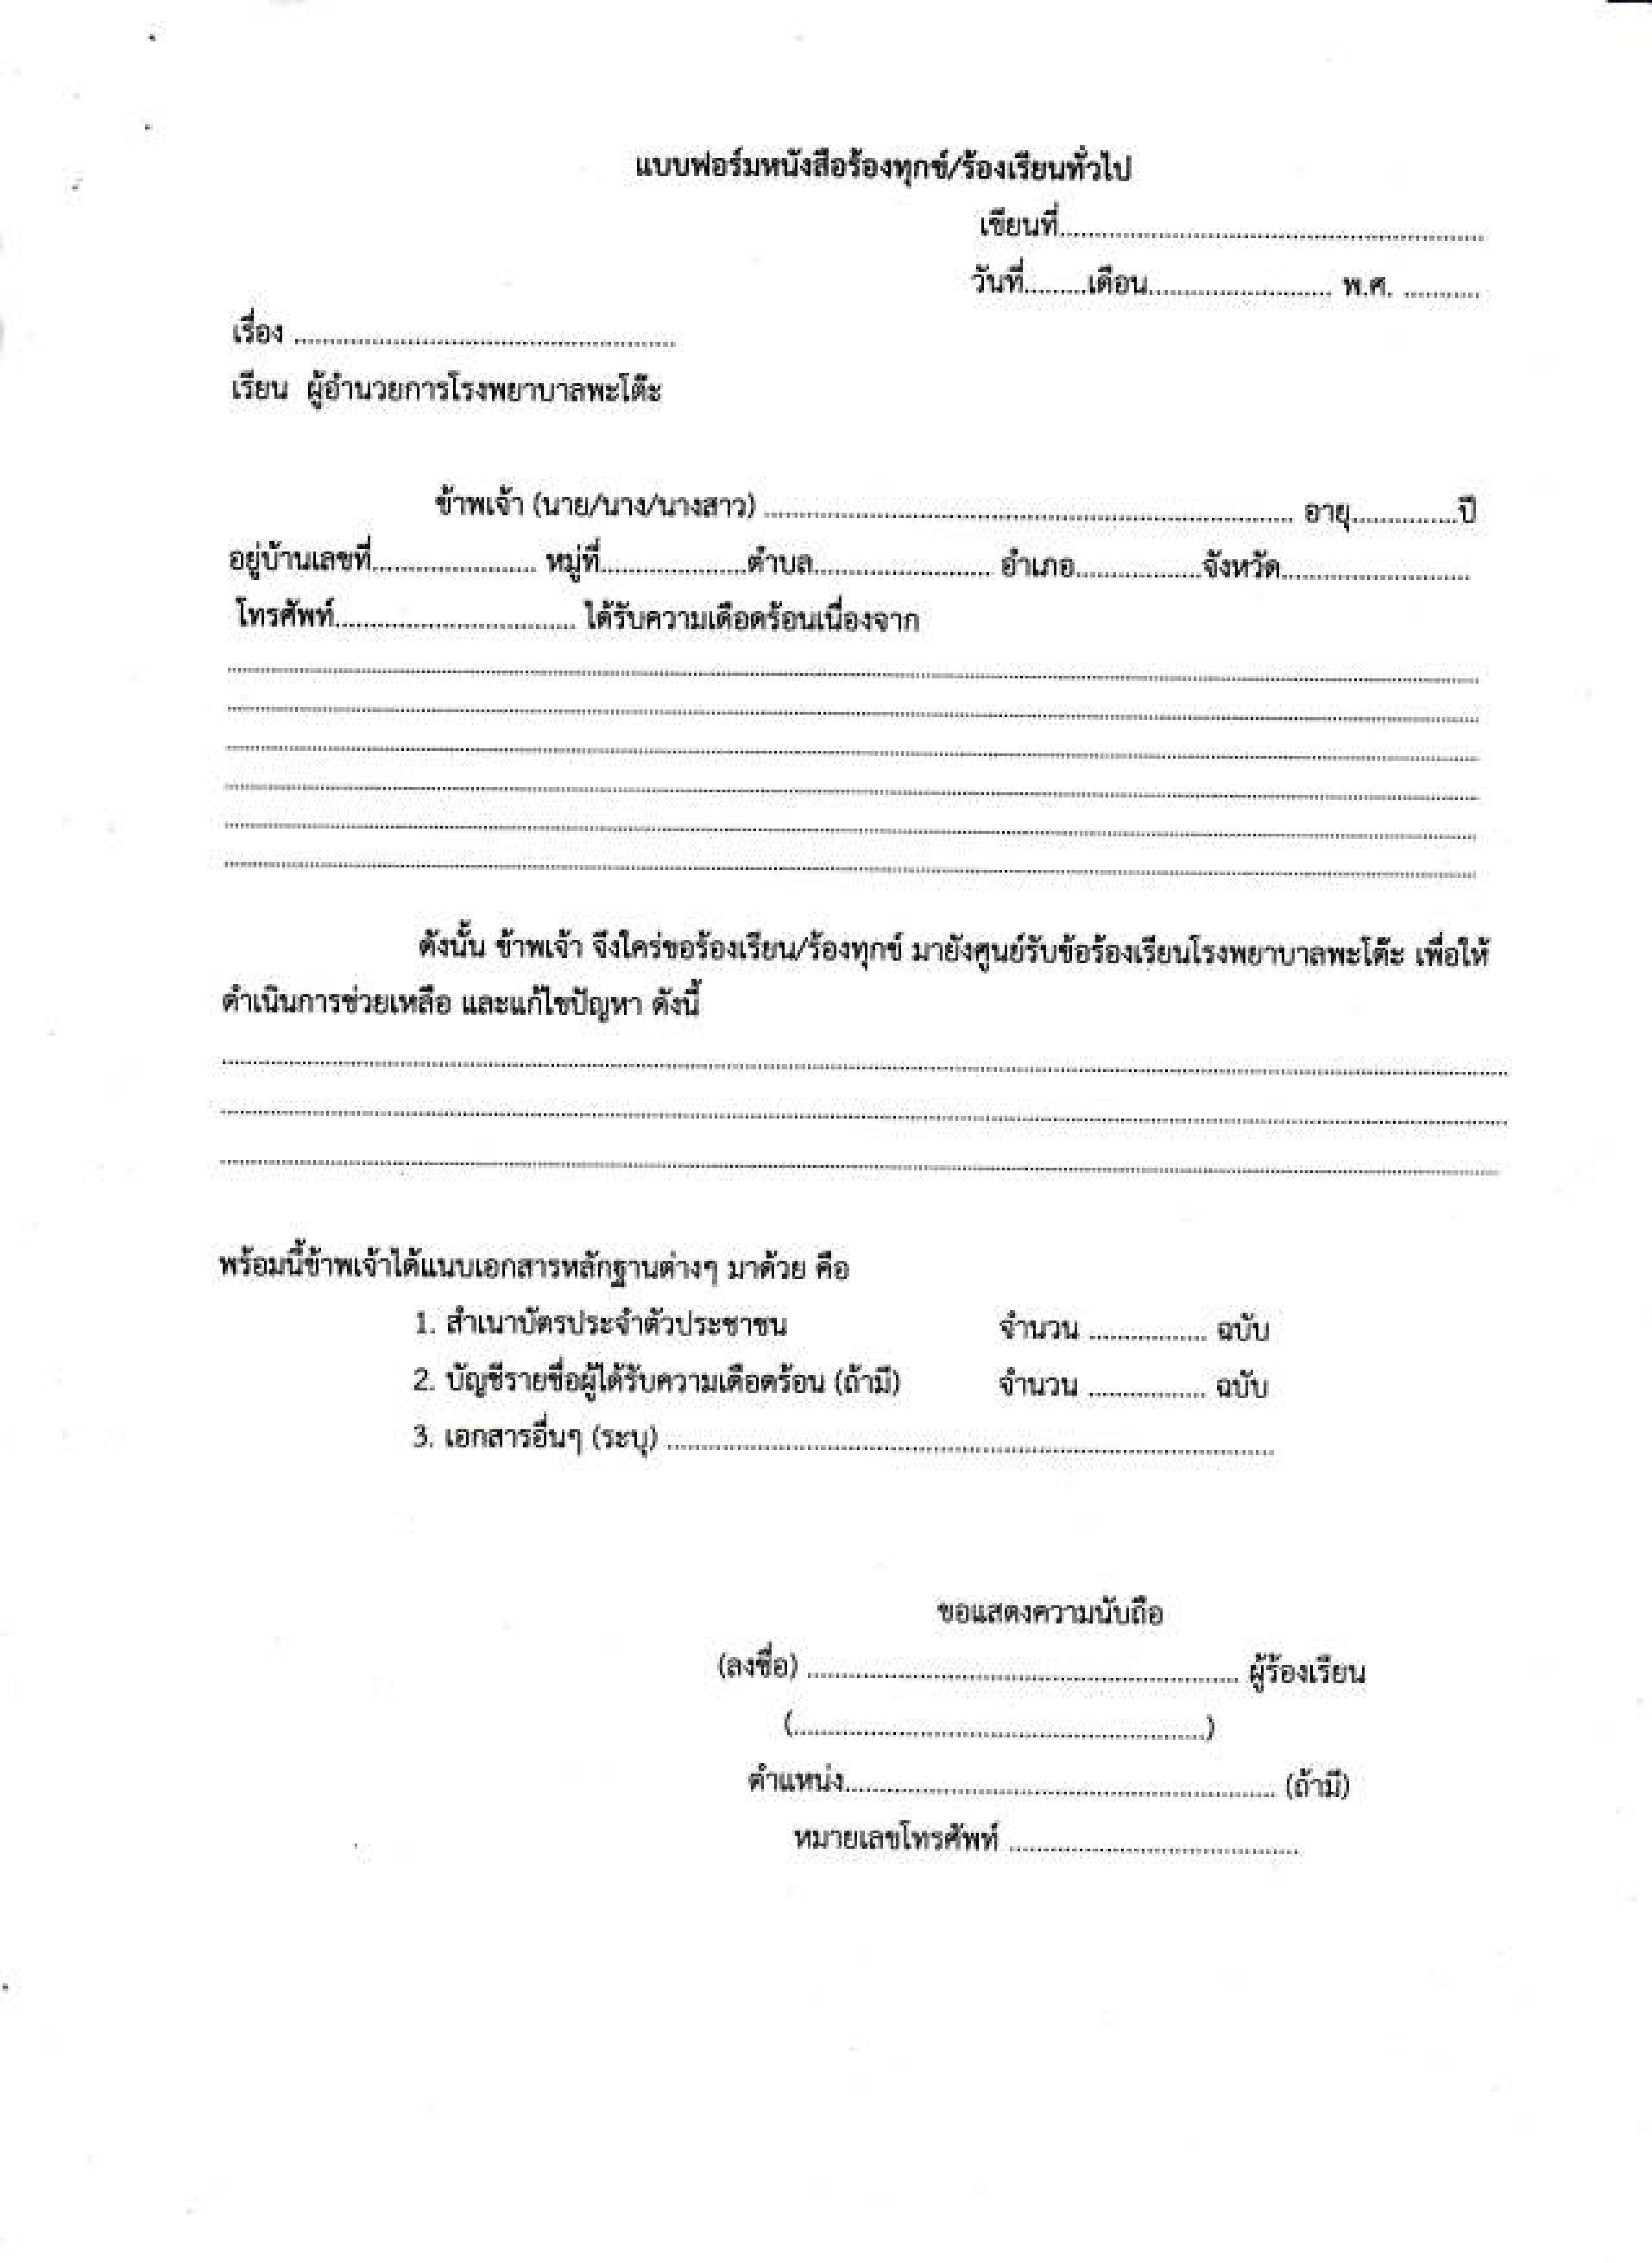 แบบฟอร์มหนังสือร้องทุกข์/ร้องเรียนทั่วไป
เขียนที่..........................................................
วันที่.........เดือน......................... พ.ศ. ...........
เรื่อง .....................................................
เรียน ผู้อำนวยการโรงพยาบาลพะโต๊ะ
ข้าพเจ้า (นาย/นาง/นางสาว) .......................................................................... อายุ...............ปี
อยู่บ้านเลขที่....................... หมู่ที่....................ตำบล......................... อำเภอ..................จังหวัด..........................
โทรศัพท์.................................. ได้รับความเดือดร้อนเนื่องจาก
....................................................................................................
....................................................................................................
....................................................................................................
....................................................................................................
....................................................................................................
....................................................................................................
ดังนั้น ข้าพเจ้า จึงใคร่ขอร้องเรียน/ร้องทุกข์ มายังศูนย์รับข้อร้องเรียนโรงพยาบาลพะโต๊ะ เพื่อให้
ดำเนินการช่วยเหลือ และแก้ไขปัญหา ดังนี้
....................................................................................................
....................................................................................................
....................................................................................................
พร้อมนี้ข้าพเจ้าได้แนบเอกสารหลักฐานต่างๆ มาด้วย คือ
1. สำเนาบัตรประจำตัวประชาชน จำนวน ................. ฉบับ
2. บัญชีรายชื่อผู้ได้รับความเดือดร้อน (ถ้ามี) จำนวน ................. ฉบับ
3. เอกสารอื่นๆ (ระบุ) ....................................................................................
ขอแสดงความนับถือ
(ลงชื่อ) ............................................................ ผู้ร้องเรียน
(.........................................................)
ตำแหน่ง............................................................ (ถ้ามี)
หมายเลขโทรศัพท์ ........................................